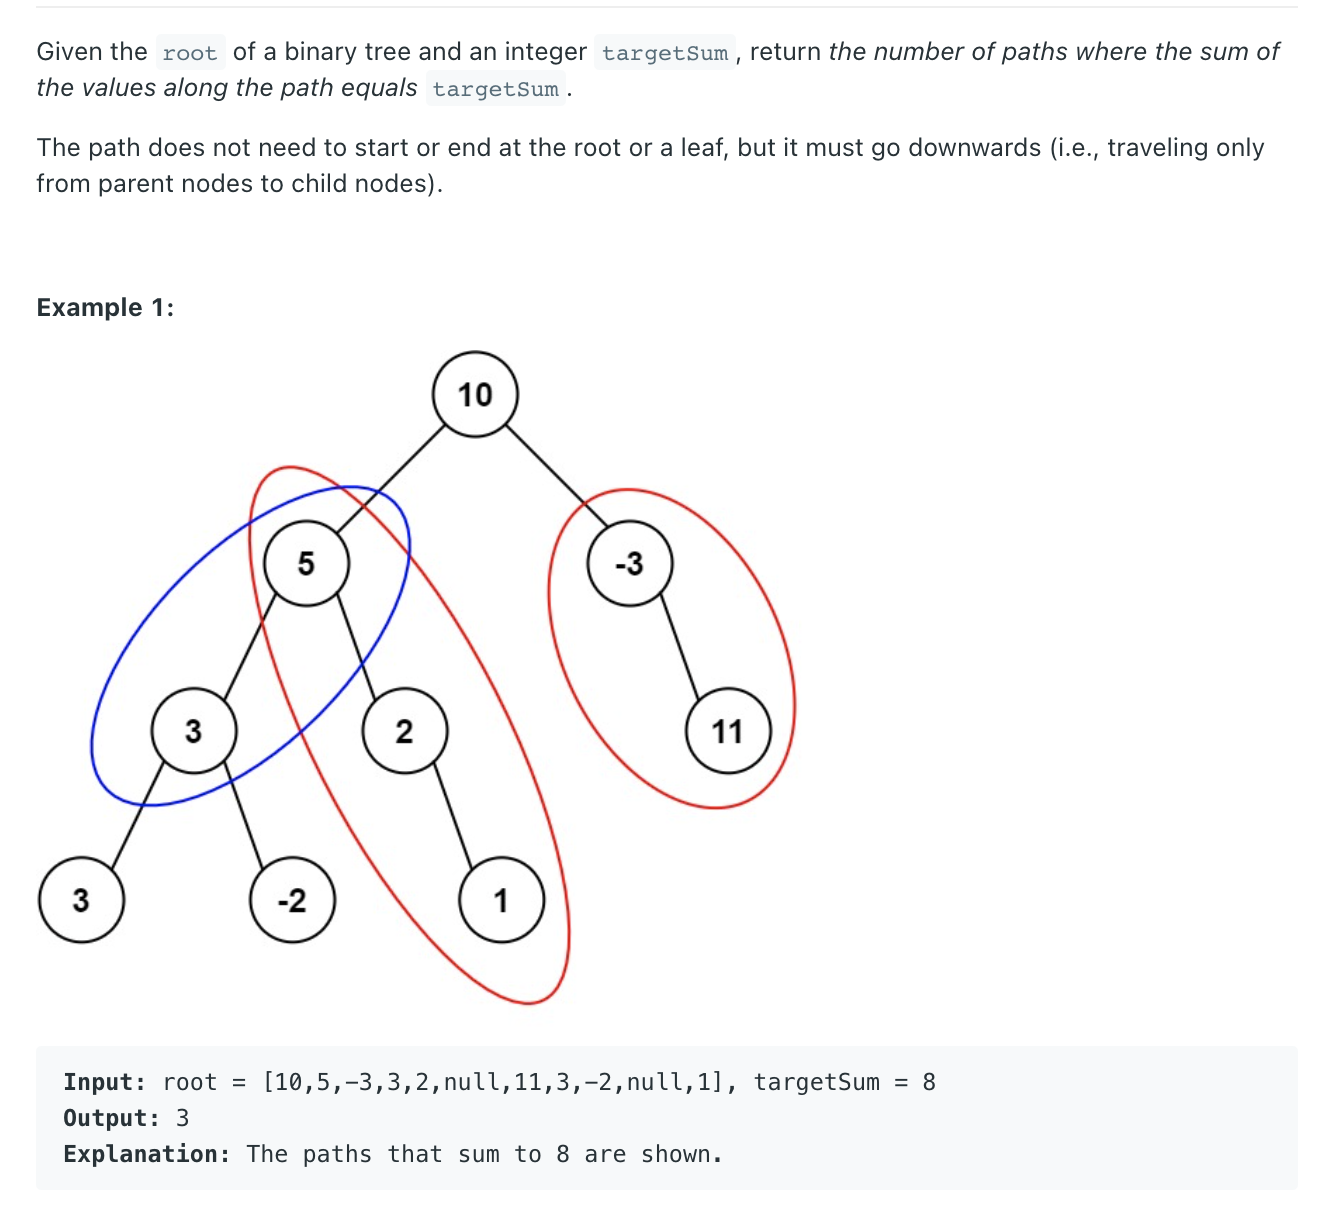 Given the root of a binary tree and an integer targetSum, return the number of paths where the sum of
the values along the path equals targetSum.
The path does not need to start or end at the root or a leaf, but it must go downwards (i.e., traveling only
from parent nodes to child nodes).
Example 1:
10
5 -3
3 2 11
3 -2 1
Input: root = [10,5,-3,3,2,null,11,3,-2,null,1], targetSum = 8
Output: 3
Explanation: The paths that sum to 8 are shown.